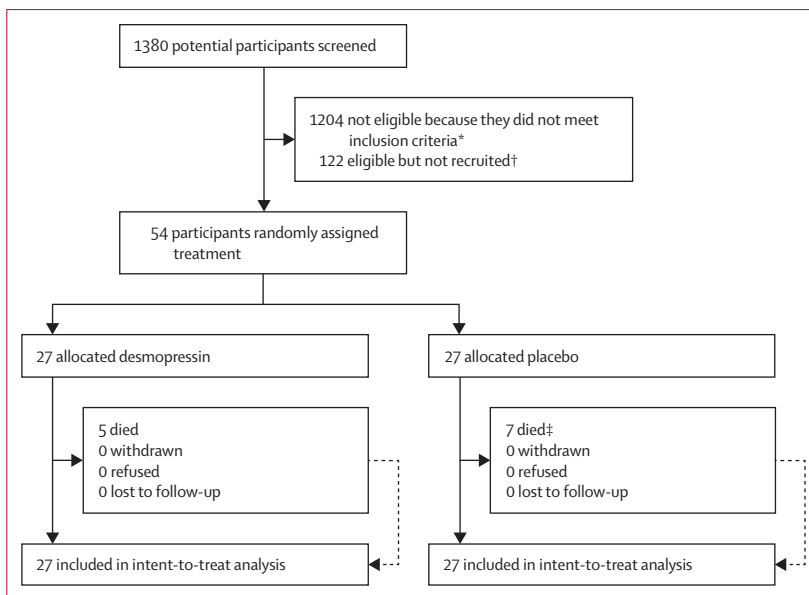 1380 potential participants screened
1204 not eligible because they did not meet
inclusion criteria*
122 eligible but not recruited†
54 participants randomly assigned
treatment
27 allocated desmopressin
27 allocated placebo
5 died
0 withdrawn
0 refused
0 lost to follow-up
7 died‡
0 withdrawn
0 refused
0 lost to follow-up
27 included in intent-to-treat analysis
27 included in intent-to-treat analysis